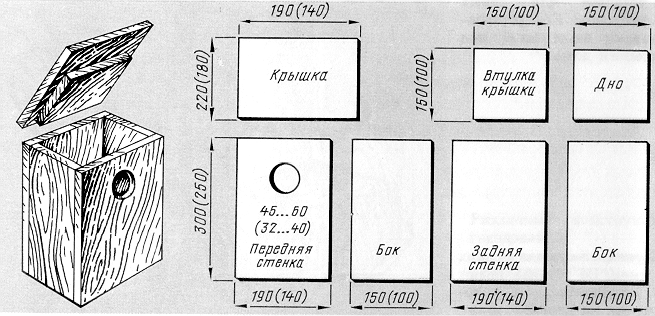 190(140)
150(100)
150(100)
220(180)
Крышка
150(100)
Втулка
крышки
Дно
300(250)
45...60
(32...40)
Передняя
стенка
Бок
Задняя
стенка
Бок
190(140)
150(100)
190(140)
150(100)